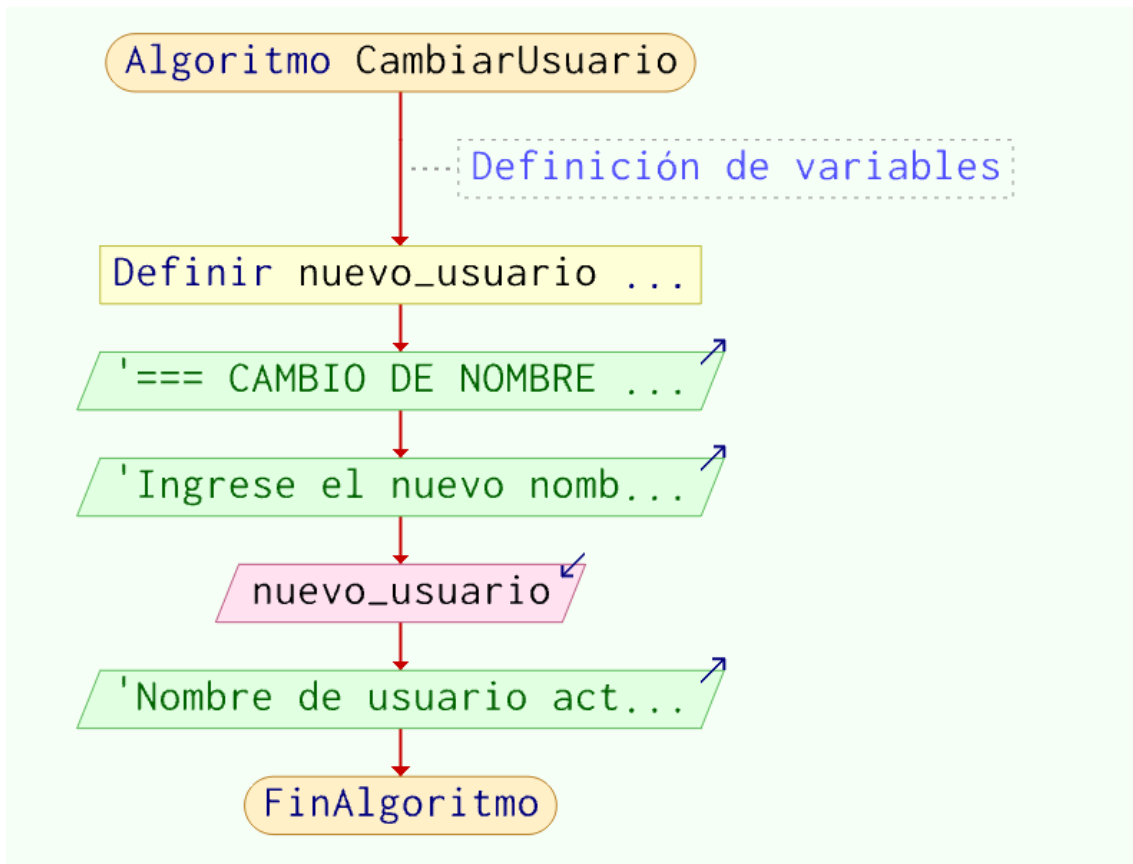 Algoritmo CambiarUsuario
Definición de variables
Definir nuevo_usuario ...
'=== CAMBIO DE NOMBRE ...
'Ingrese el nuevo nomb...
nuevo_usuario
'Nombre de usuario act...
FinAlgoritmo